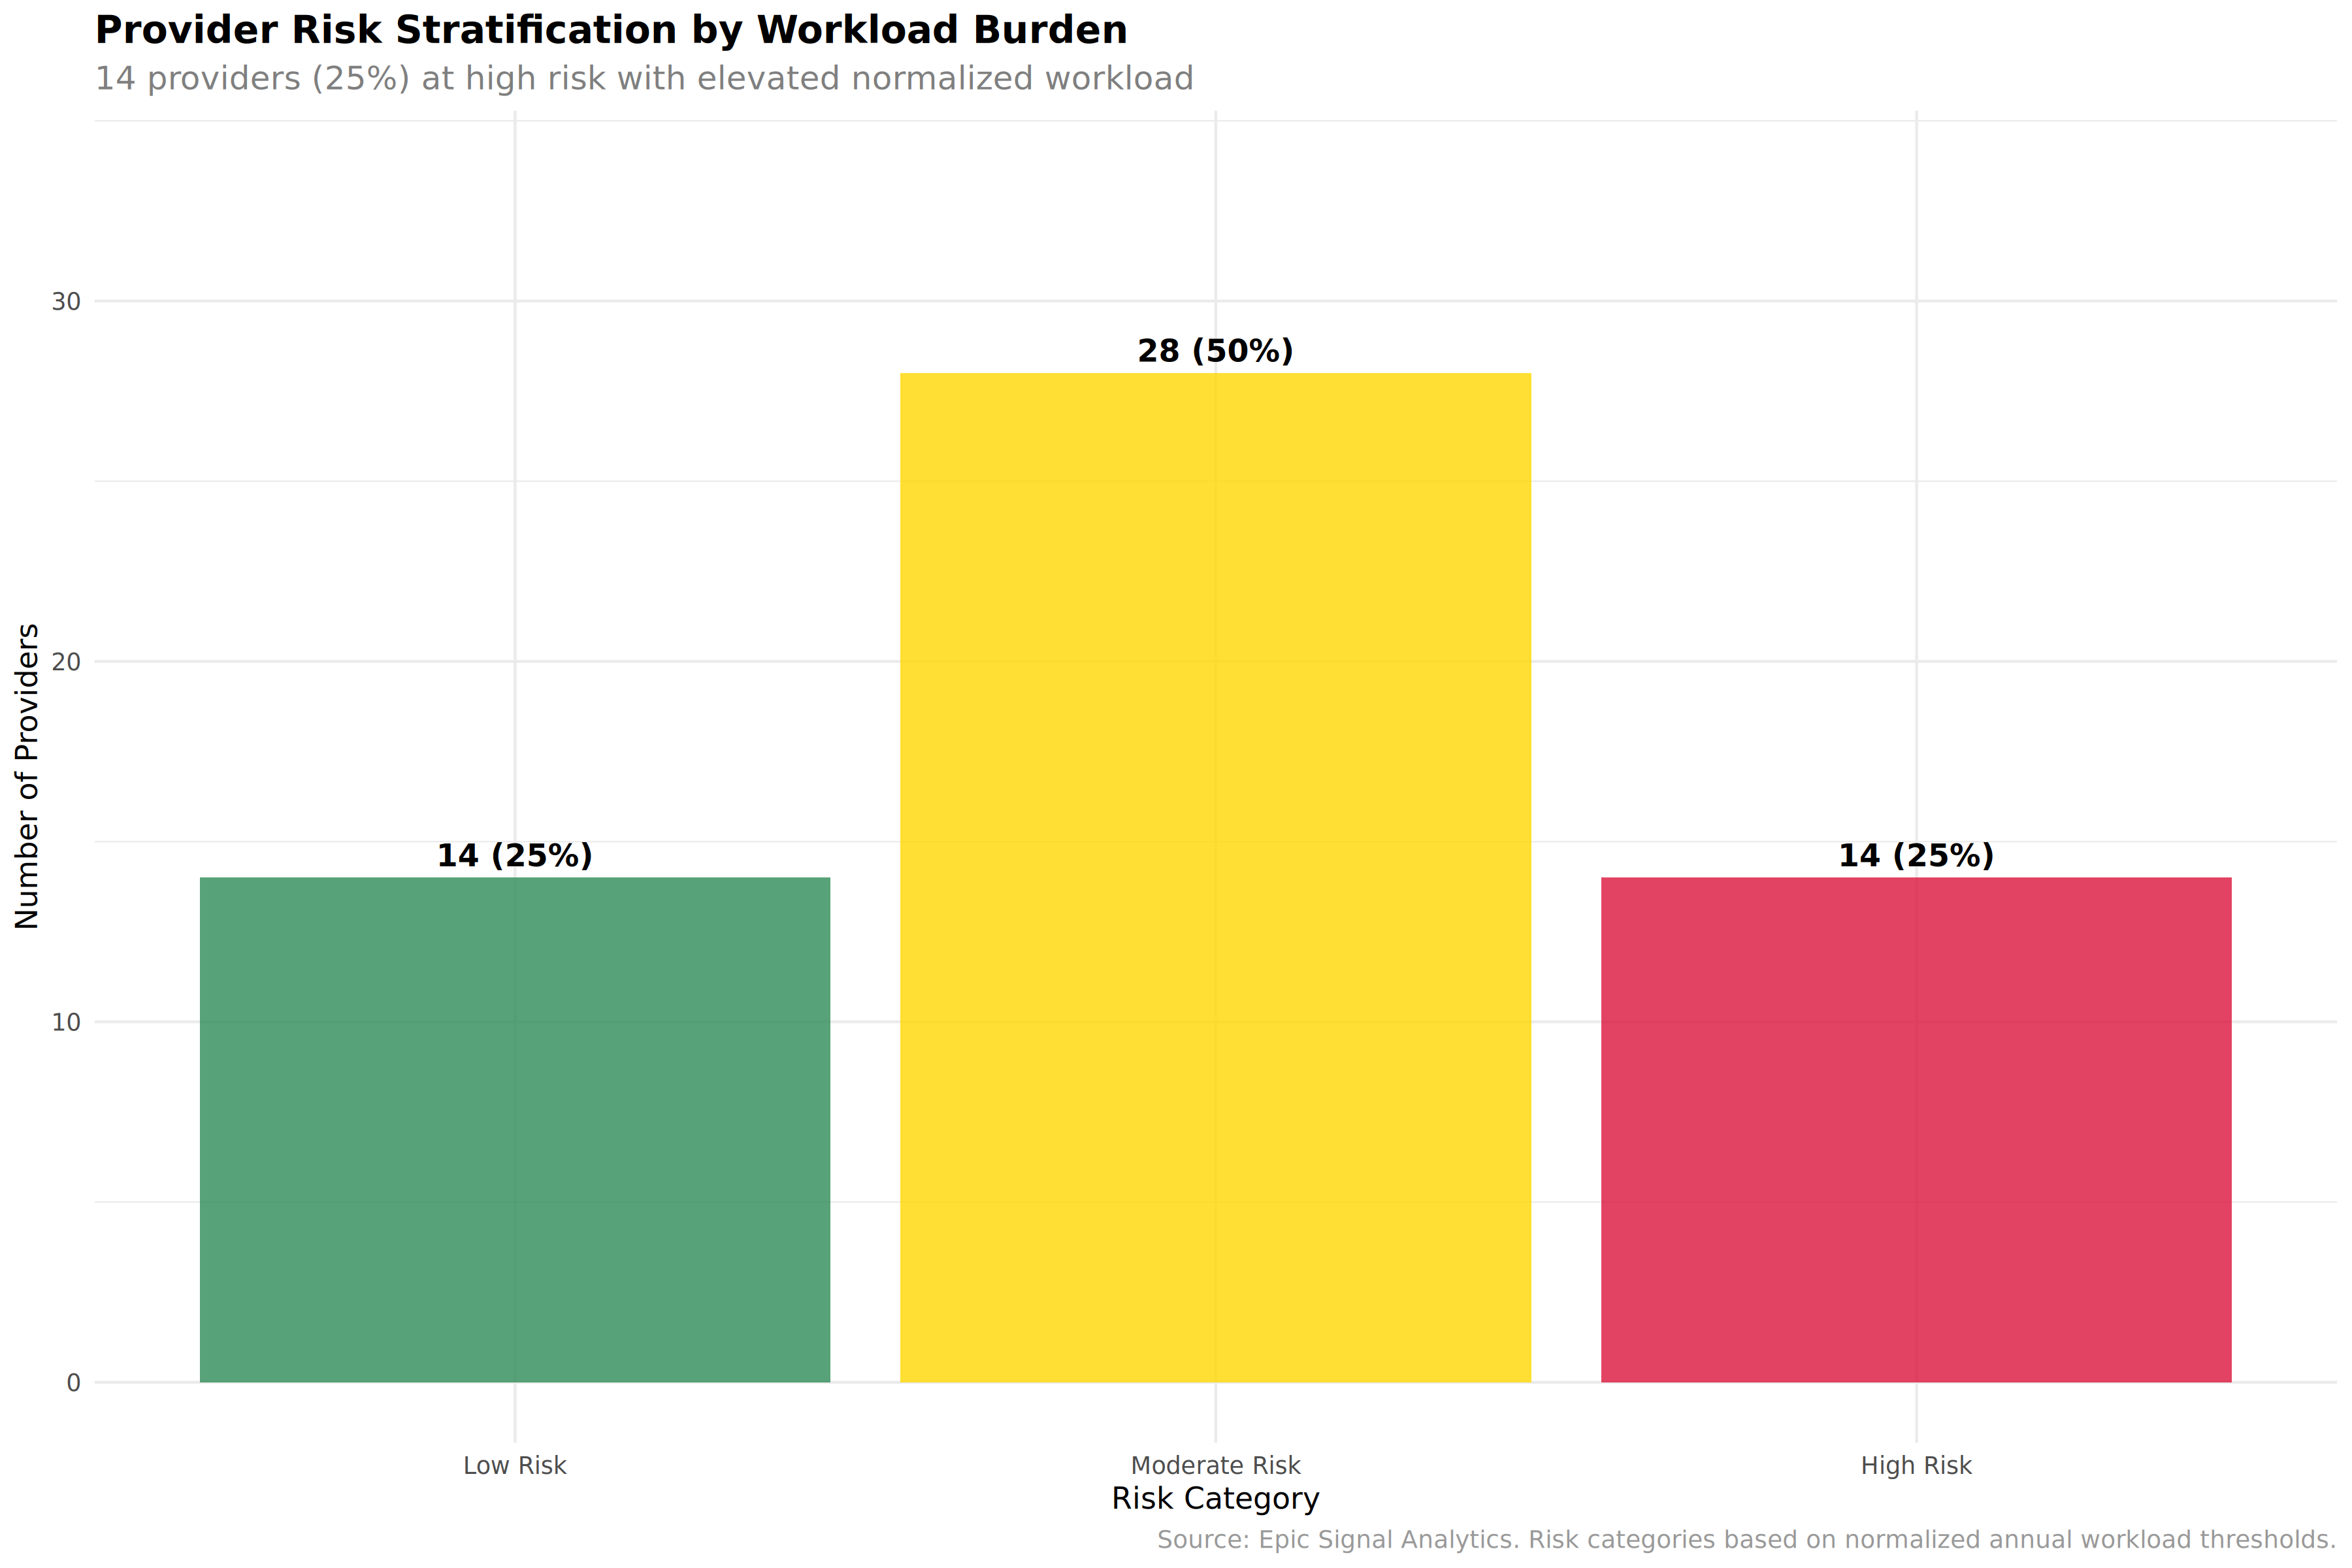 Provider Risk Stratification by Workload Burden
14 providers (25%) at high risk with elevated normalized workload
30
28 (50%)
Number of Providers
20
14 (25%)
14 (25%)
10
0
Low Risk
Moderate Risk
High Risk
Risk Category
Source: Epic Signal Analytics. Risk categories based on normalized annual workload thresholds.